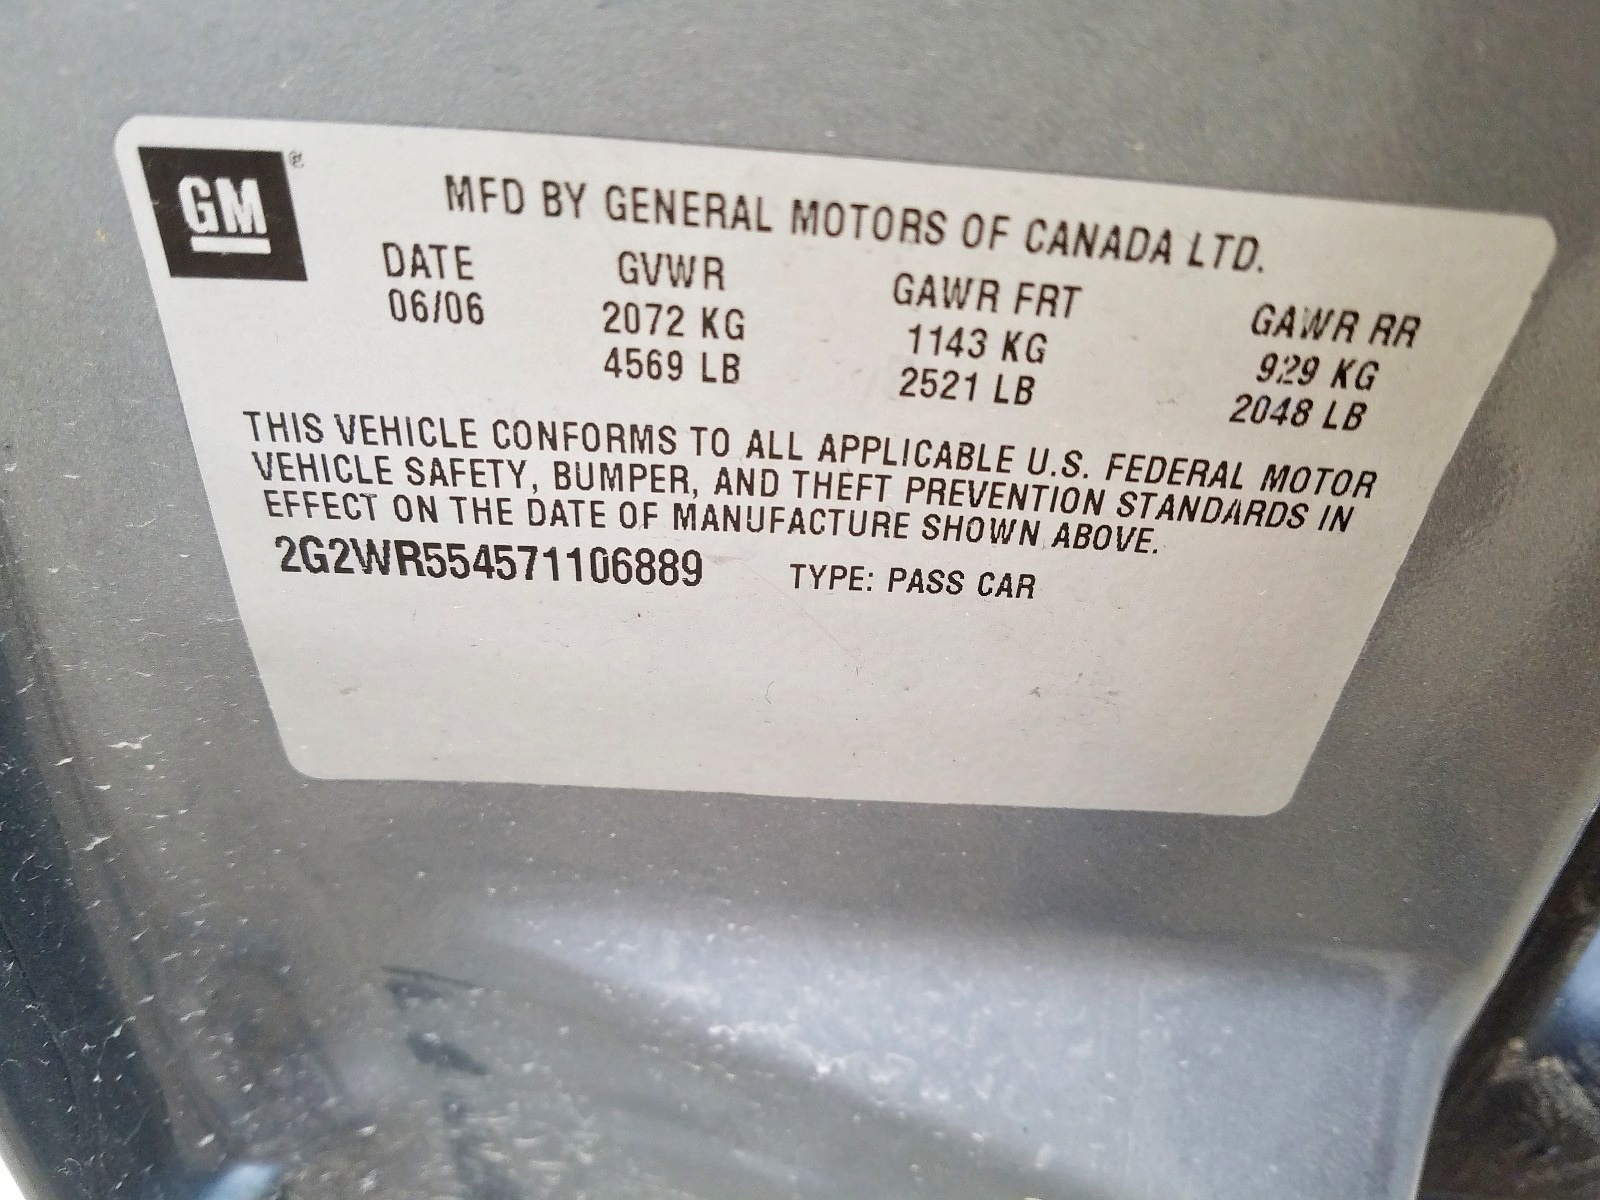 GM ®
MFD BY GENERAL MOTORS OF CANADA LTD.
DATE GVWR GAWR FRT GAWR RR
06/06 2072 KG 1143 KG 929 KG
4569 LB 2521 LB 2048 LB
THIS VEHICLE CONFORMS TO ALL APPLICABLE U.S. FEDERAL MOTOR
VEHICLE SAFETY, BUMPER, AND THEFT PREVENTION STANDARDS IN
EFFECT ON THE DATE OF MANUFACTURE SHOWN ABOVE.
2G2WR554571106889 TYPE: PASS CAR